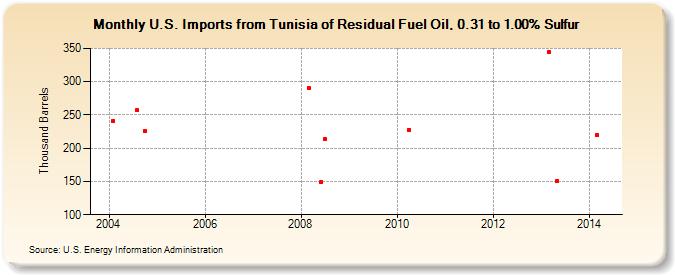 Monthly U.S. Imports from Tunisia of Residual Fuel Oil, 0.31 to 1.00% Sulfur
Thousand Barrels
350
300
250
200
150
100
2004 2006 2008 2010 2012 2014
Source: U.S. Energy Information Administration